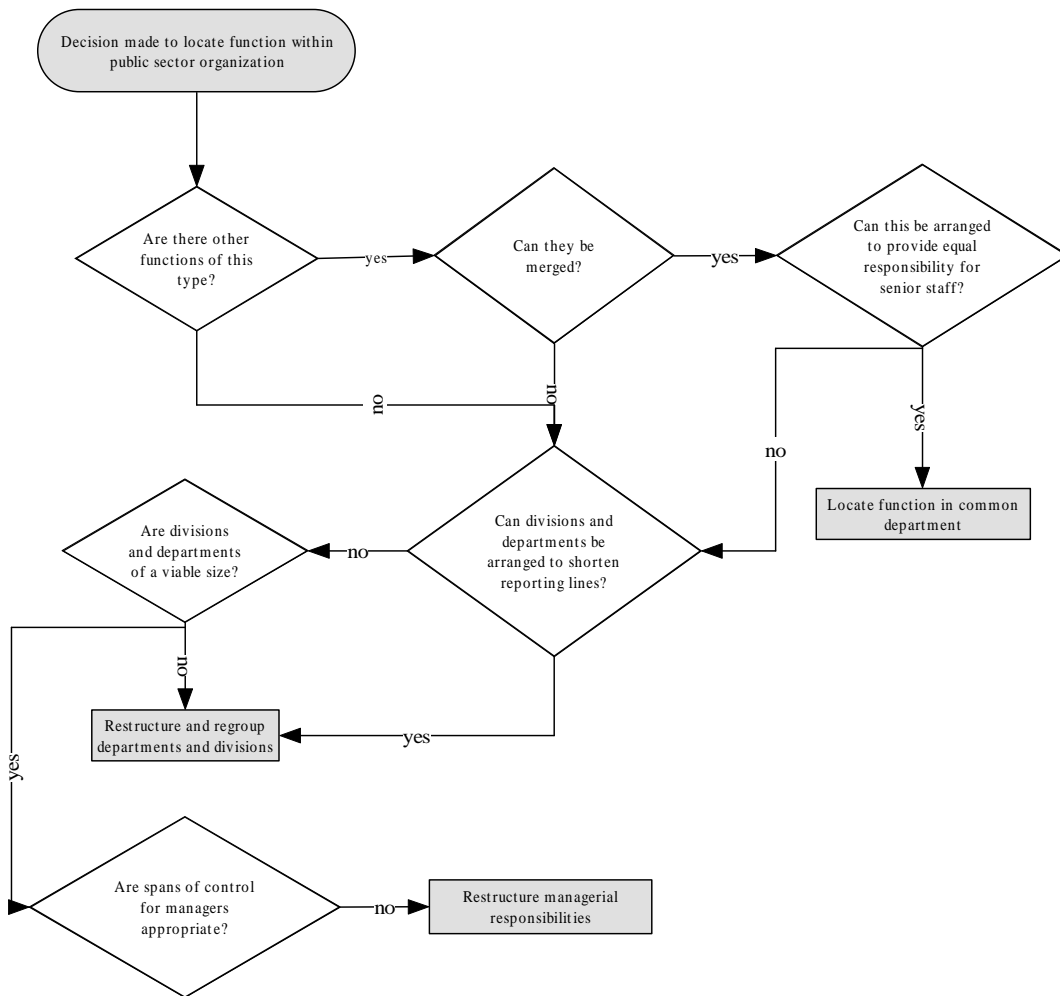 Decision made to locate function within
public sector organization
Are there other
functions of this
type?
yes
Can they be
merged?
yes
Can this be arranged
to provide equal
responsibility for
senior staff?
no
no
yes
no
Locate function in common
department
Are divisions
and departments
of a viable size?
no
Can divisions and
departments be
arranged to shorten
reporting lines?
no
Restructure and regroup
departments and divisions
yes
yes
Are spans of control
for managers
appropriate?
no
Restructure managerial
responsibilities